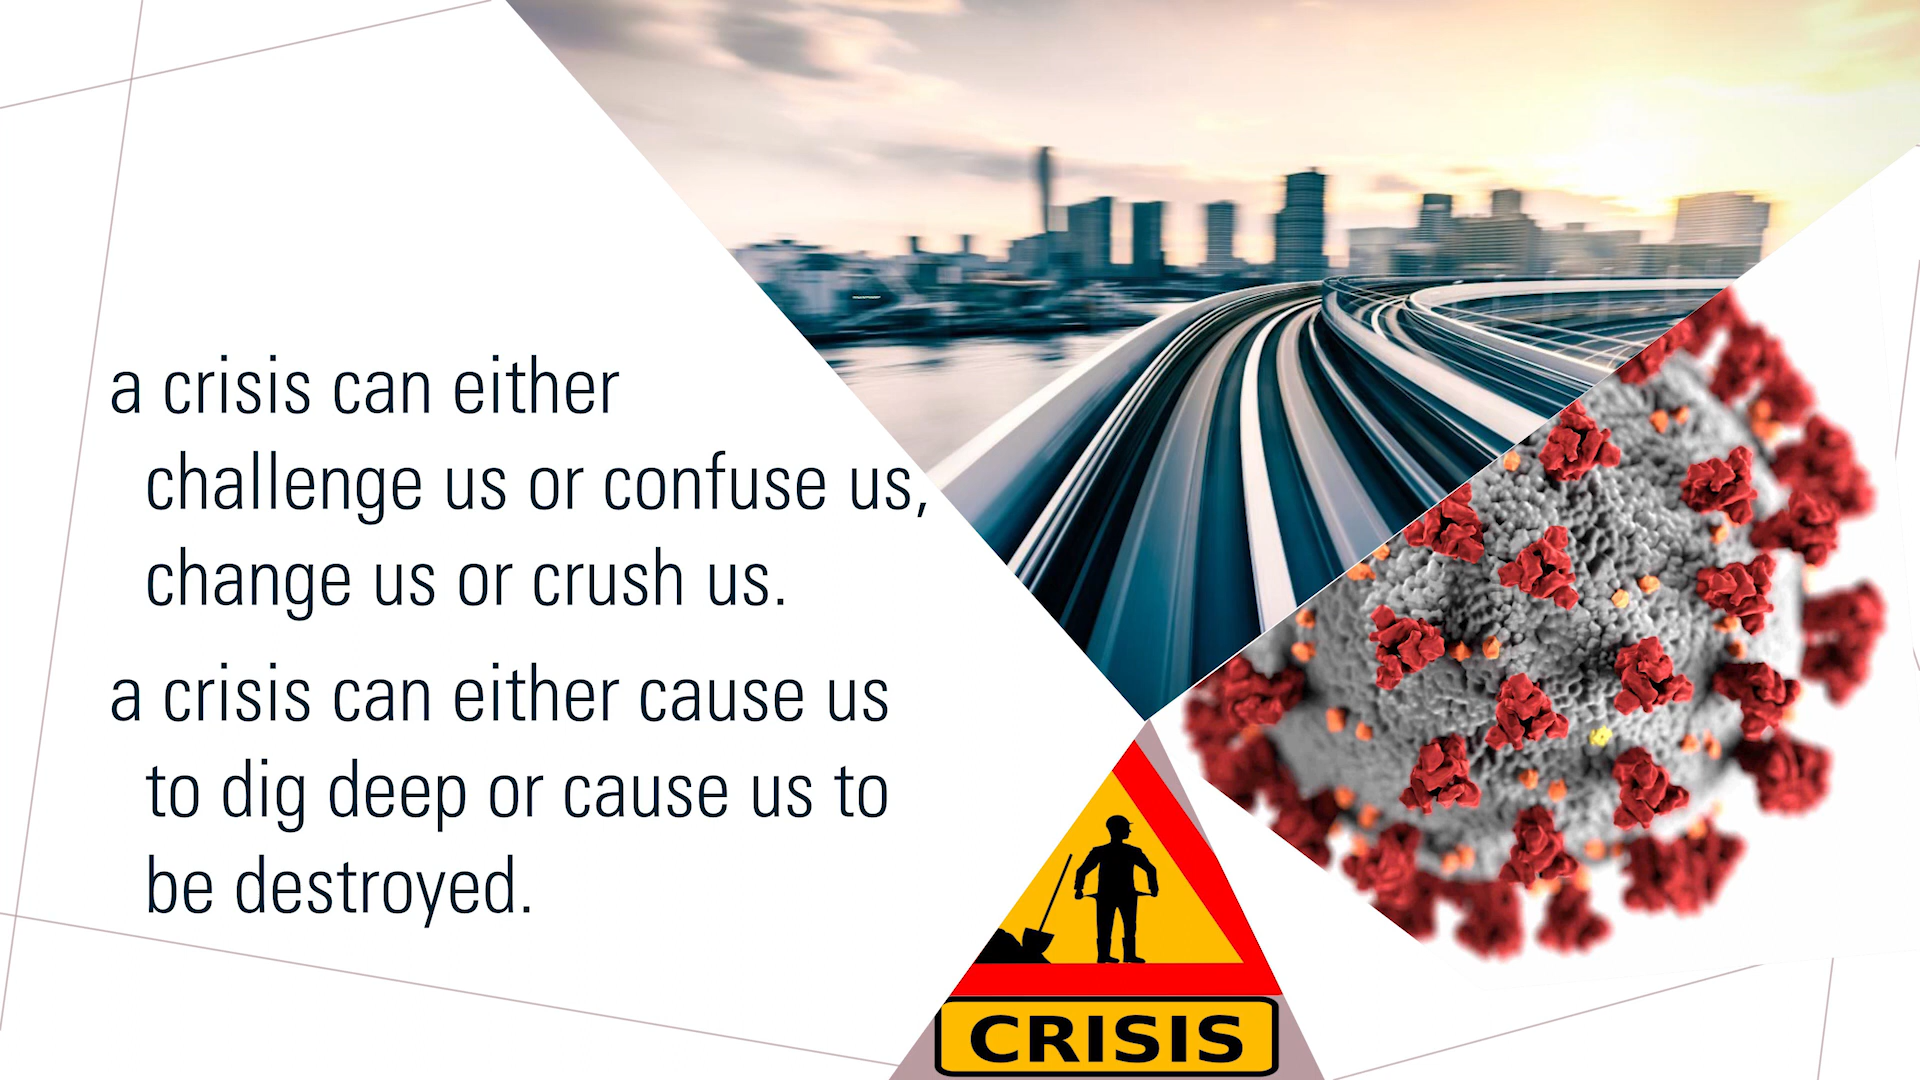 a crisis can either
challenge us or confuse us,
change us or crush us.
a crisis can either cause us
to dig deep or cause us to
be destroyed.
CRISIS